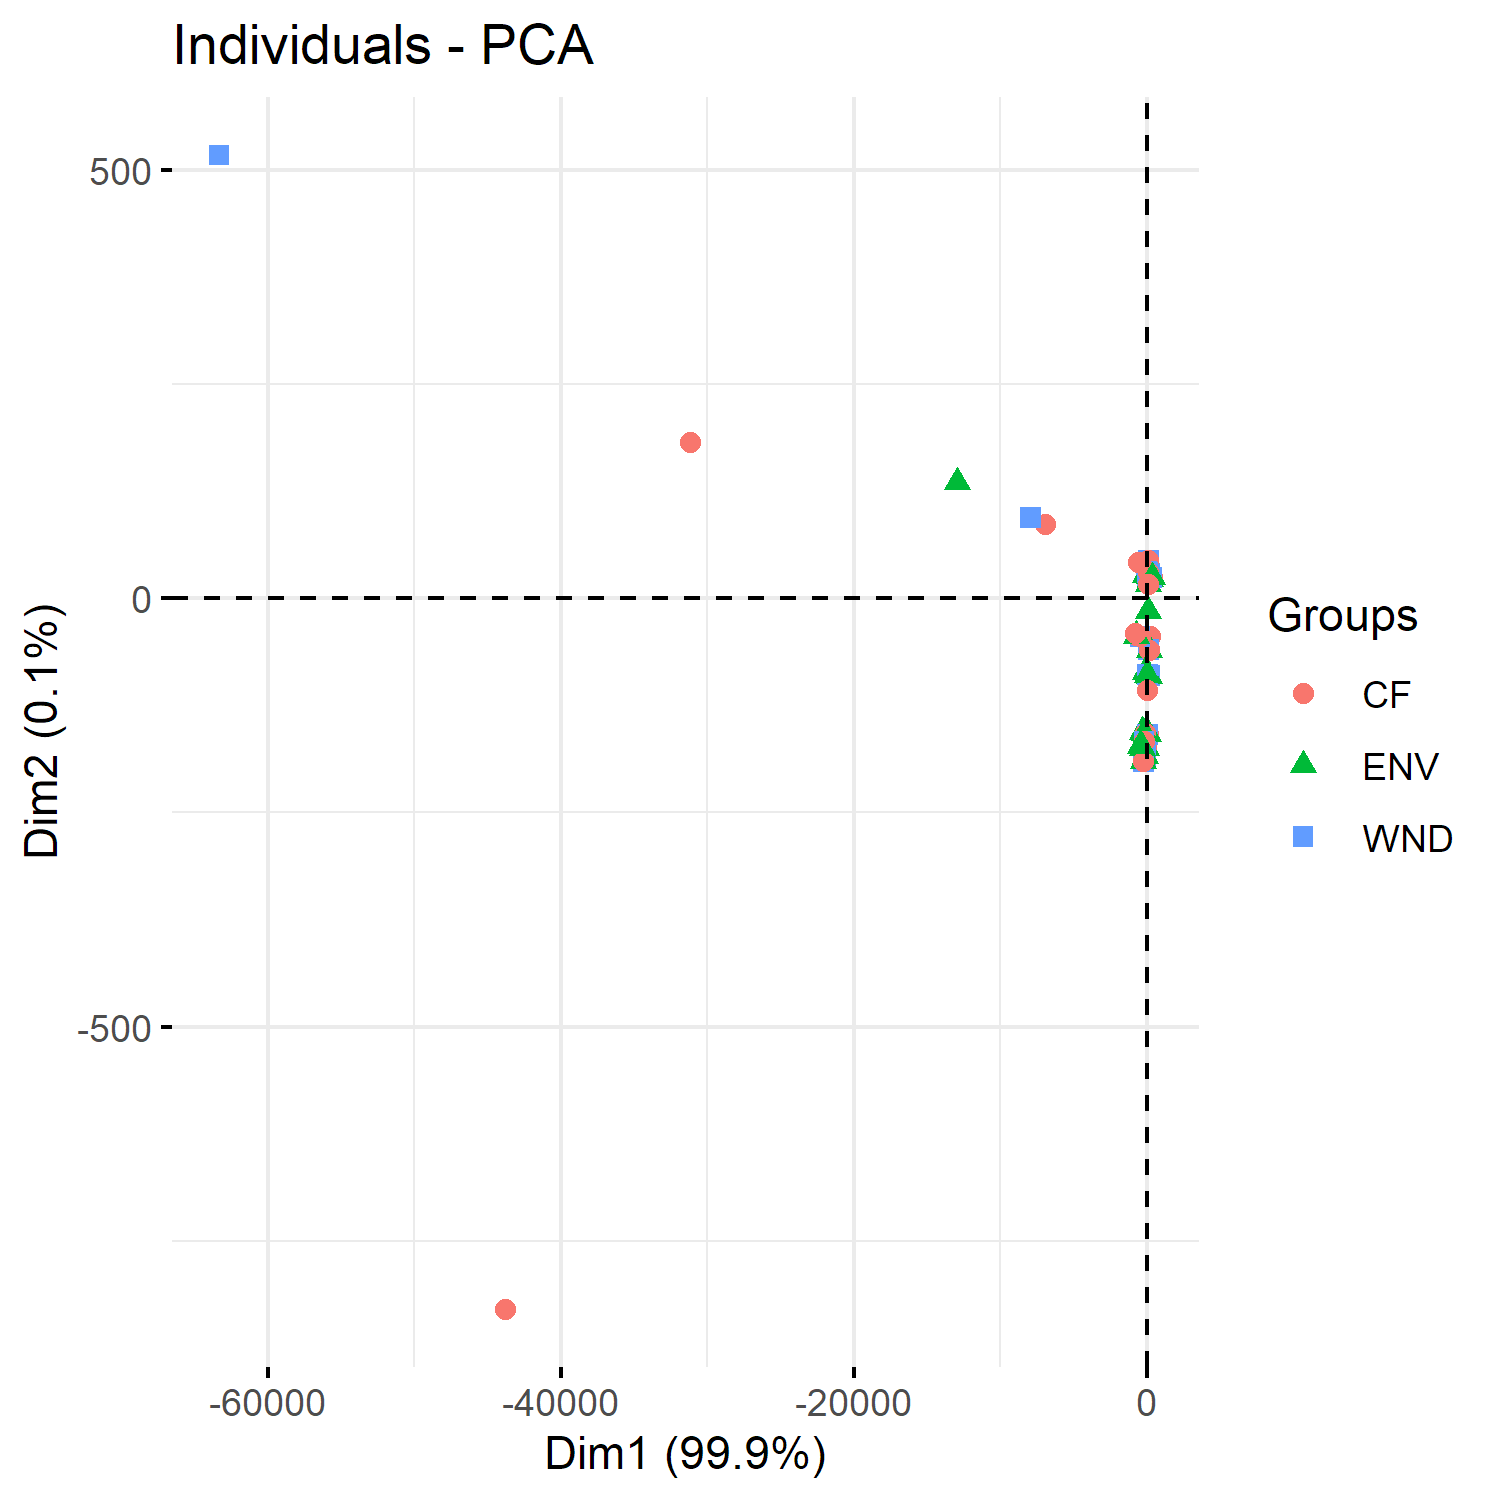 Individuals - PCA
500
0
-500
Dim2 (0.1%)
-60000
-40000
-20000
0
Dim1 (99.9%)
Groups
CF
ENV
WND